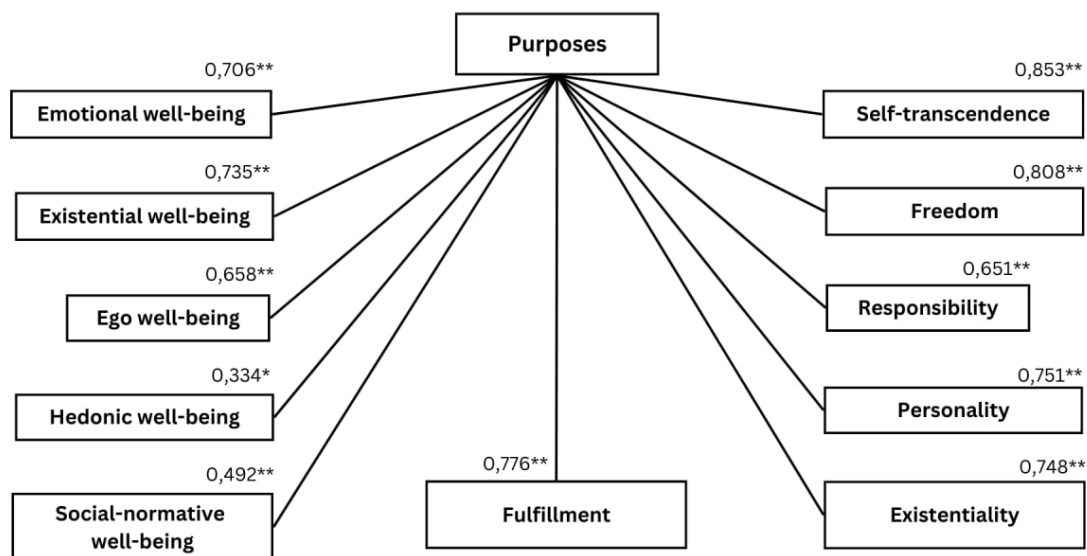 Purposes
0,706**
Emotional well-being
0,853**
Self-transcendence
0,735**
Existential well-being
0,808**
Freedom
0,658**
Ego well-being
0,651**
Responsibility
0,334*
Hedonic well-being
0,751**
Personality
0,492**
Social-normative
well-being
0,776**
Fulfillment
0,748**
Existentiality